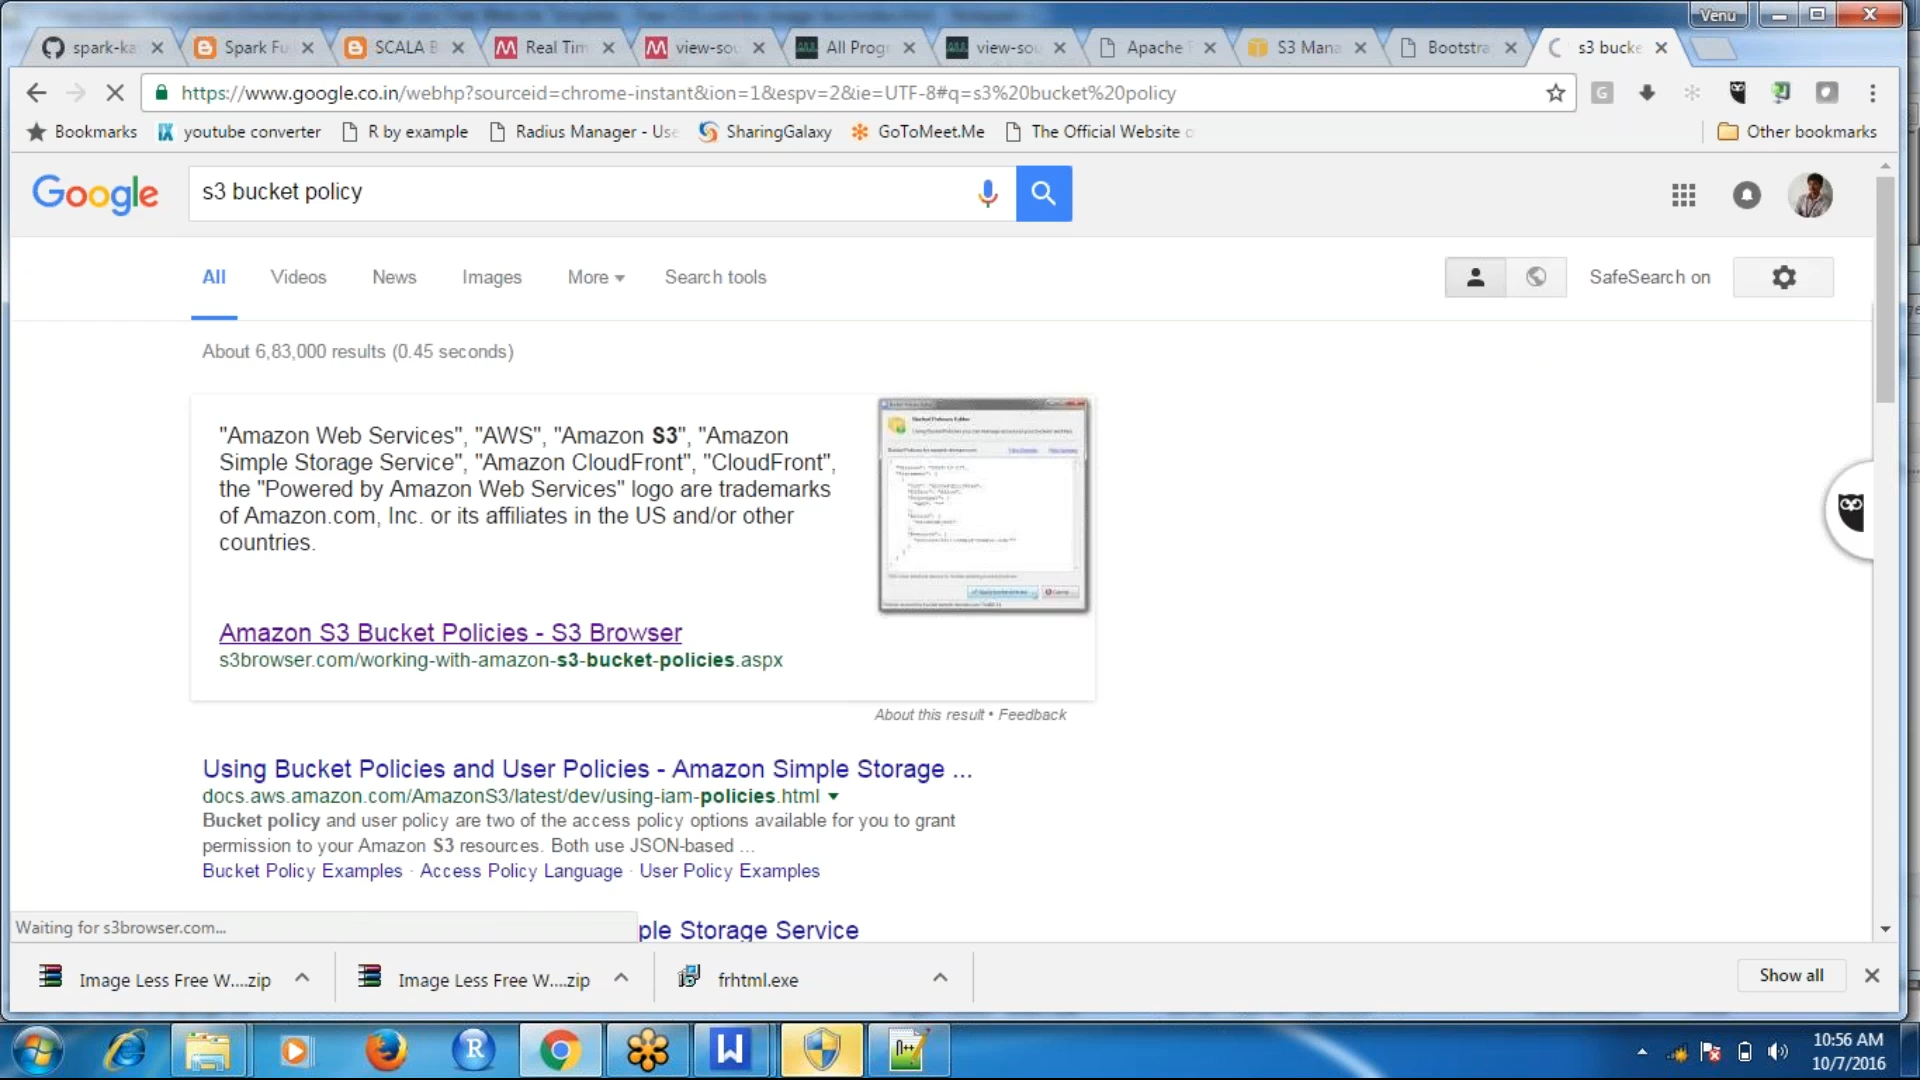 Venu
spark-ka
Spark Fu
SCALA B
Real Tim
view-sou
All Progr
view-sou
Apache F
S3 Mana
Bootstra
s3 bucke
https://www.google.co.in/webhp?sourceid=chrome-instant&ion=1&espv=2&ie=UTF-8#q=s3%20bucket%20policy
Bookmarks
youtube converter
R by example
Radius Manager - Use
SharingGalaxy
GoToMeet.Me
The Official Website o
Other bookmarks
Google
s3 bucket policy
All
Videos
News
Images
More
Search tools
SafeSearch on
About 6,83,000 results (0.45 seconds)
"Amazon Web Services", "AWS", "Amazon S3", "Amazon
Simple Storage Service", "Amazon CloudFront", "CloudFront",
the "Powered by Amazon Web Services" logo are trademarks
of Amazon.com, Inc. or its affiliates in the US and/or other
countries.
Amazon S3 Bucket Policies - S3 Browser
s3browser.com/working-with-amazon-s3-bucket-policies.aspx
About this result • Feedback
Using Bucket Policies and User Policies - Amazon Simple Storage ...
docs.aws.amazon.com/AmazonS3/latest/dev/using-iam-policies.html
Bucket policy and user policy are two of the access policy options available for you to grant
permission to your Amazon S3 resources. Both use JSON-based ...
Bucket Policy Examples · Access Policy Language · User Policy Examples
Waiting for s3browser.com...
ple Storage Service
Image Less Free W....zip
Image Less Free W....zip
frhtml.exe
Show all
10:56 AM
10/7/2016